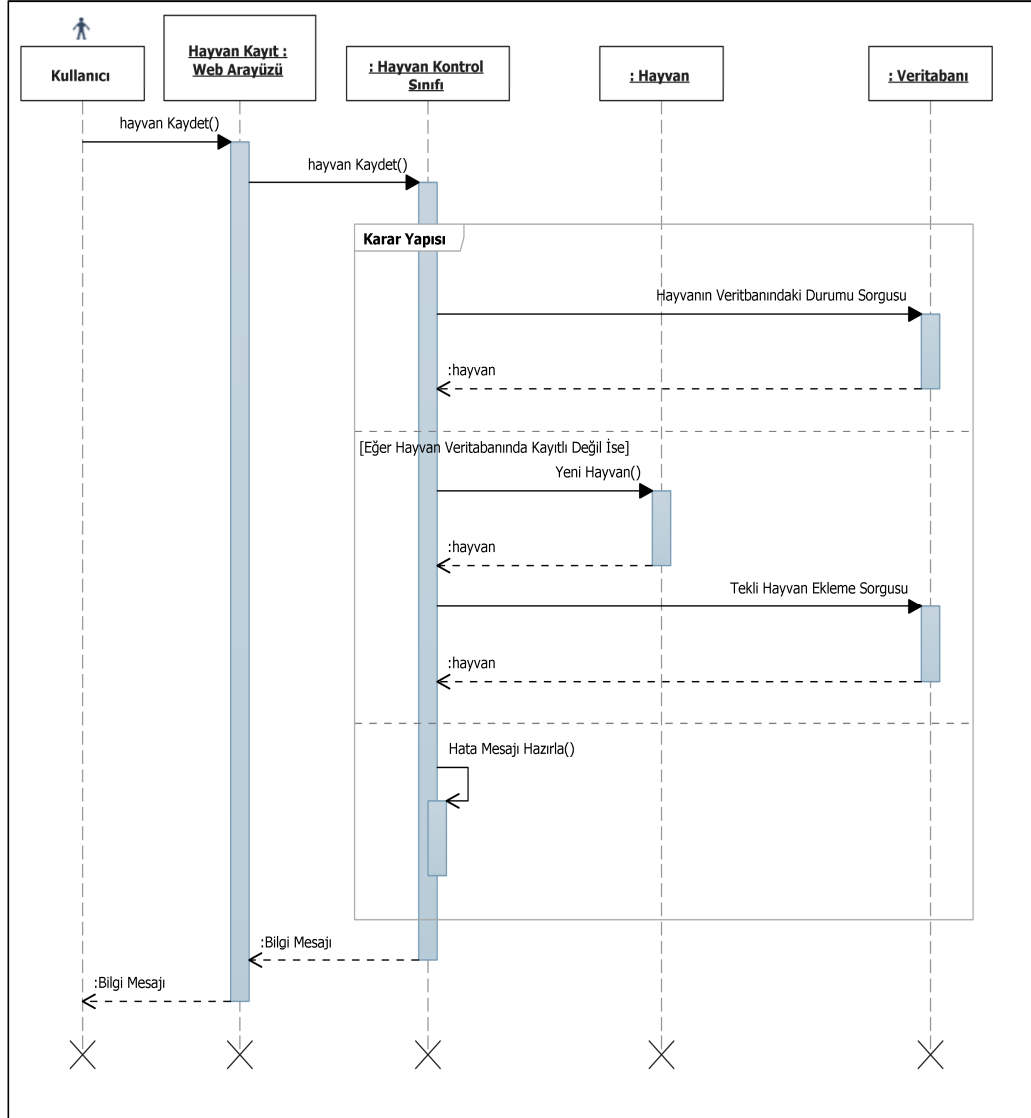 Kullanıcı
Hayvan Kayıt :
Web Arayüzü
: Hayvan Kontrol
Sınıfı
: Hayvan
: Veritabanı
hayvan Kaydet()
hayvan Kaydet()
Karar Yapısı
Hayvanın Veritbanındaki Durumu Sorgusu
:hayvan
[Eğer Hayvan Veritabanında Kayıtlı Değil İse]
Yeni Hayvan()
:hayvan
Tekli Hayvan Ekleme Sorgusu
:hayvan
Hata Mesajı Hazırla()
:Bilgi Mesajı
:Bilgi Mesajı